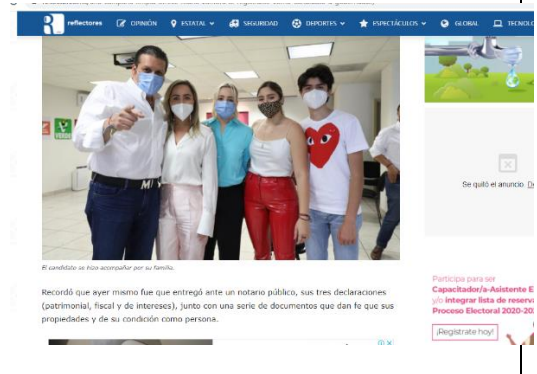 reflectores OPINIÓN ESTATAL SEGURIDAD DEPORTES ESPECTÁCULOS GLOBAL
VERDE
MI
Se quitó el anuncio
El candidato se hizo acompañar por su familia.
Recordó que ayer mismo fue que entregó ante un notario público, sus tres declaraciones
(patrimonial, fiscal y de intereses), junto con una serie de documentos que dan fe que sus
propiedades y de su condición como persona.
Participa para ser
Capacitador/a-Asistente E
y/o integrar lista de reserva
Proceso Electoral 2020-20
¡Regístrate hoy!